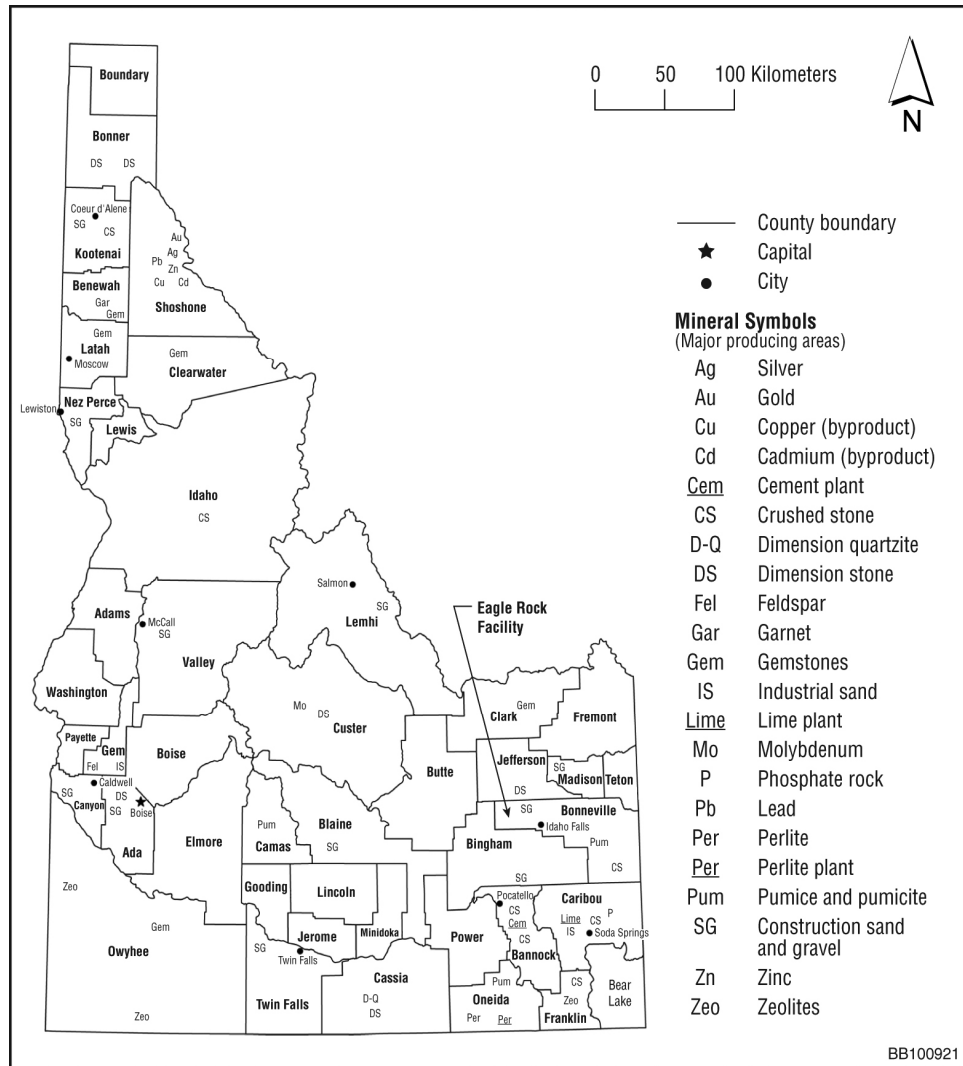 Boundary
0 50 100 Kilometers
N
Bonner
DS DS
Coeur d'Alene
SG
CS
Kootenai
Au
Ag
Pb
Zn
Cu Cd
Shoshone
Benewah
Gar
Gem
Gem
Latah
Moscow
Gem
Clearwater
Lewiston
Nez Perce
SG
Lewis
Idaho
CS
Salmon
SG
Lemhi
Eagle Rock
Facility
Adams
McCall
SG
Valley
Washington
Mo
DS
Custer
Clark
Gem
Fremont
Payette
Gem
Fel IS
Boise
Butte
Jefferson
DS
SG
Madison
Teton
Caldwell
SG
Canyon
DS
SG
Boise
Ada
Elmore
Pum
Camas
Blaine
SG
SG
Bonneville
Idaho Falls
Bingham
Pum
CS
SG
Zeo
Gem
Owyhee
Zeo
Gooding
Lincoln
Jerome
Minidoka
SG
Twin Falls
Twin Falls
Cassia
D-Q
DS
Power
Pocatello
CS
Cem
CS
Bannock
Caribou
Lime
IS
P
CS
Soda Springs
Pum
Oneida
Per
Per
CS
Zeo
Franklin
Bear
Lake
County boundary
Capital
City
Mineral Symbols
(Major producing areas)
Ag Silver
Au Gold
Cu Copper (byproduct)
Cd Cadmium (byproduct)
Cem Cement plant
CS Crushed stone
D-Q Dimension quartzite
DS Dimension stone
Fel Feldspar
Gar Garnet
Gem Gemstones
IS Industrial sand
Lime Lime plant
Mo Molybdenum
P Phosphate rock
Pb Lead
Per Perlite
Per Perlite plant
Pum Pumice and pumicite
SG Construction sand
and gravel
Zn Zinc
Zeo Zeolites
BB100921